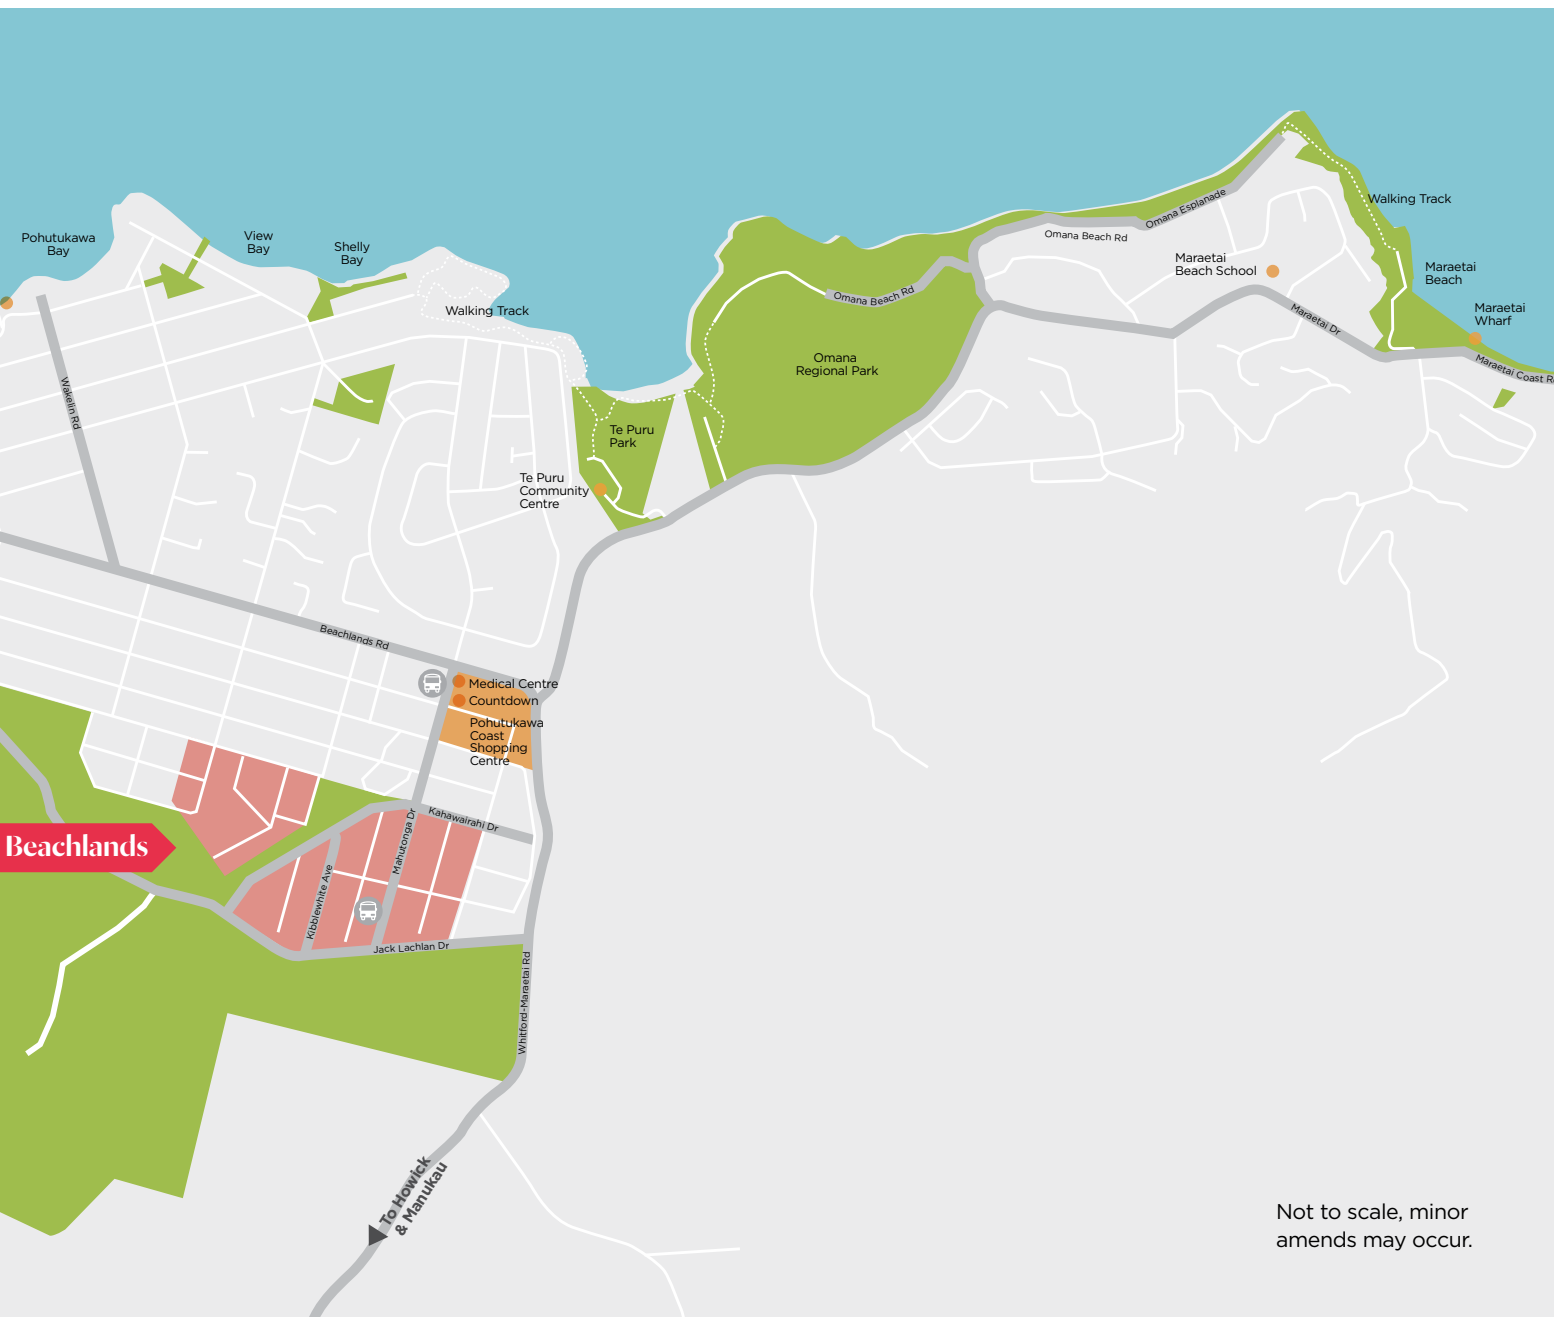 Pohutukawa
Bay
View
Bay
Shelly
Bay
Walking Track
Walking Track
Omana Esplanade
Omana Beach Rd
Maraetai
Beach School
Maraetai
Beach
Maraetai
Wharf
Omana Beach Rd
Maraetai Dr
Maraetai Coast R
Omana
Regional Park
Wakelin Rd
Te Puru
Park
Te Puru
Community
Centre
Beachlands Rd
Medical Centre
Countdown
Pohutukawa
Coast
Shopping
Centre
Kahawairahi Dr
Mahutonga Dr
Beachlands
Kibblewhite Ave
Jack Lachlan Dr
Whitford-Maraetai Rd
To Howick
& Manukau
Not to scale, minor
amends may occur.